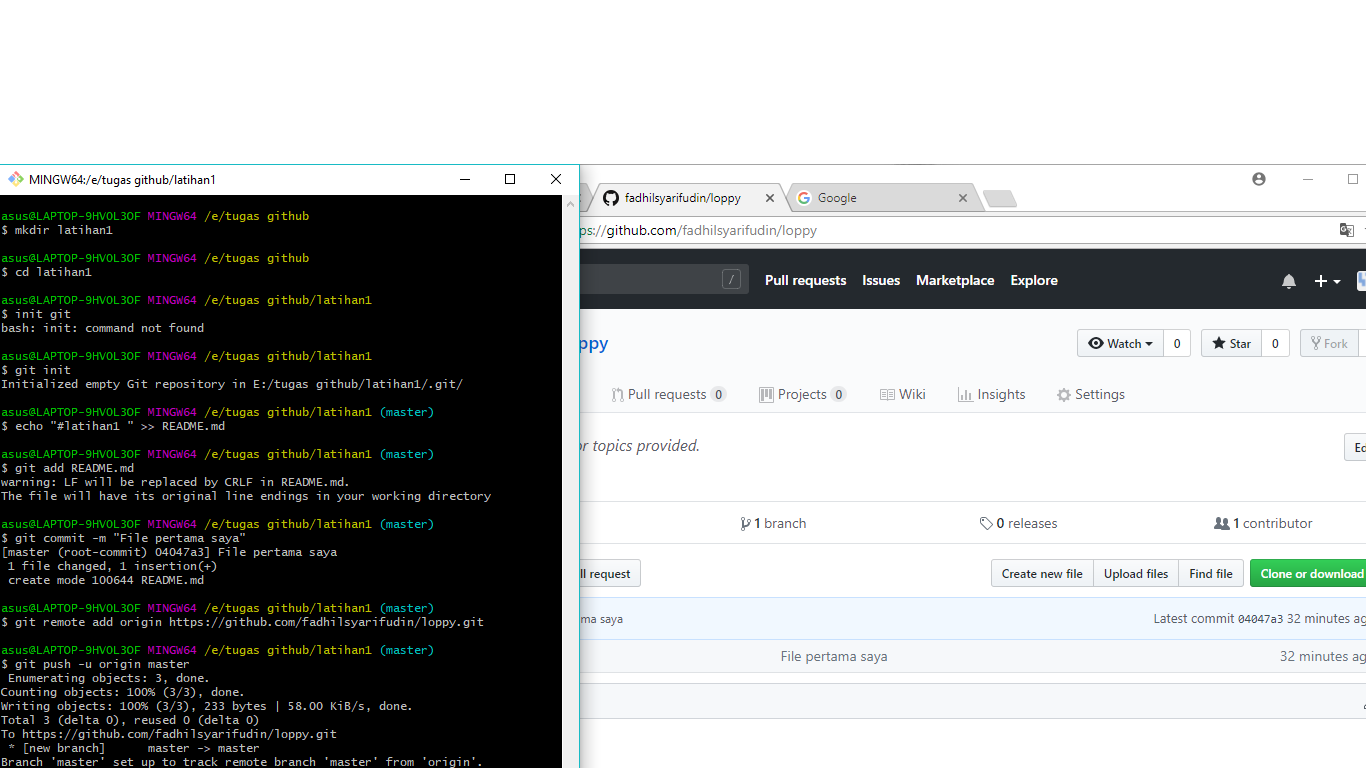 MINGW64:/e/tugas github/latihan1
asus@LAPTOP-9HVOL3OF MINGW64 /e/tugas github
$ mkdir latihan1
asus@LAPTOP-9HVOL3OF MINGW64 /e/tugas github
$ cd latihan1
asus@LAPTOP-9HVOL3OF MINGW64 /e/tugas github/latihan1
$ init git
bash: init: command not found
asus@LAPTOP-9HVOL3OF MINGW64 /e/tugas github/latihan1
$ git init
Initialized empty Git repository in E:/tugas github/latihan1/.git/
asus@LAPTOP-9HVOL3OF MINGW64 /e/tugas github/latihan1 (master)
$ echo "#latihan1 " >> README.md
asus@LAPTOP-9HVOL3OF MINGW64 /e/tugas github/latihan1 (master)
$ git add README.md
warning: LF will be replaced by CRLF in README.md.
The file will have its original line endings in your working directory
asus@LAPTOP-9HVOL3OF MINGW64 /e/tugas github/latihan1 (master)
$ git commit -m "File pertama saya"
[master (root-commit) 04047a3] File pertama saya
 1 file changed, 1 insertion(+)
 create mode 100644 README.md
asus@LAPTOP-9HVOL3OF MINGW64 /e/tugas github/latihan1 (master)
$ git remote add origin https://github.com/fadhilsyarifudin/loppy.git
asus@LAPTOP-9HVOL3OF MINGW64 /e/tugas github/latihan1 (master)
$ git push -u origin master
 Enumerating objects: 3, done.
Counting objects: 100% (3/3), done.
Writing objects: 100% (3/3), 233 bytes | 58.00 KiB/s, done.
Total 3 (delta 0), reused 0 (delta 0)
To https://github.com/fadhilsyarifudin/loppy.git
 * [new branch]      master -> master
Branch 'master' set up to track remote branch 'master' from 'origin'.
fadhilsyarifudin/loppy
Google
ps://github.com/fadhilsyarifudin/loppy
/ Pull requests Issues Marketplace Explore
ppy
Watch 0 Star 0 Fork
Pull requests 0 Projects 0 Wiki Insights Settings
or topics provided.
Ed
1 branch 0 releases 1 contributor
ll request Create new file Upload files Find file Clone or download
ma saya Latest commit 04047a3 32 minutes ag
File pertama saya 32 minutes ag